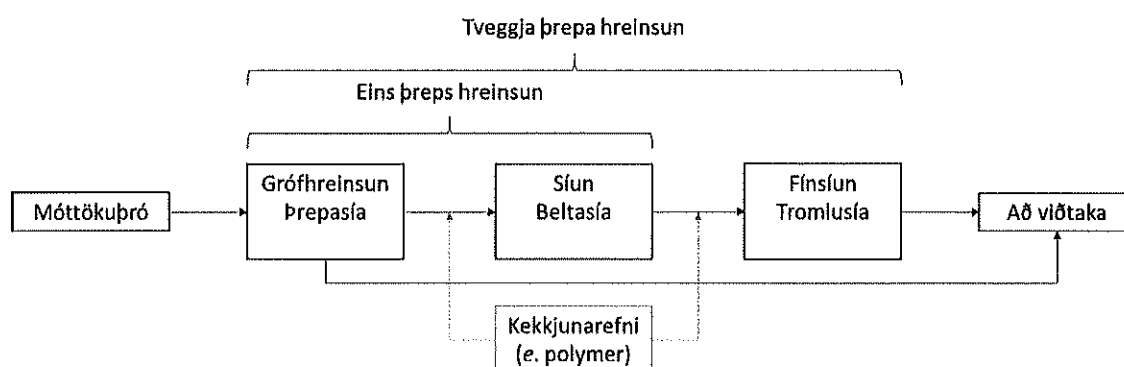 Tveggja þrepa hreinsun
Eins þreps hreinsun
Móttökuþró
Grófhreinsun
Þrepasía
Síun
Beltasía
Fínsíun
Tromlusía
Að viðtaka
Kekkjunarefni
(e. polymer)